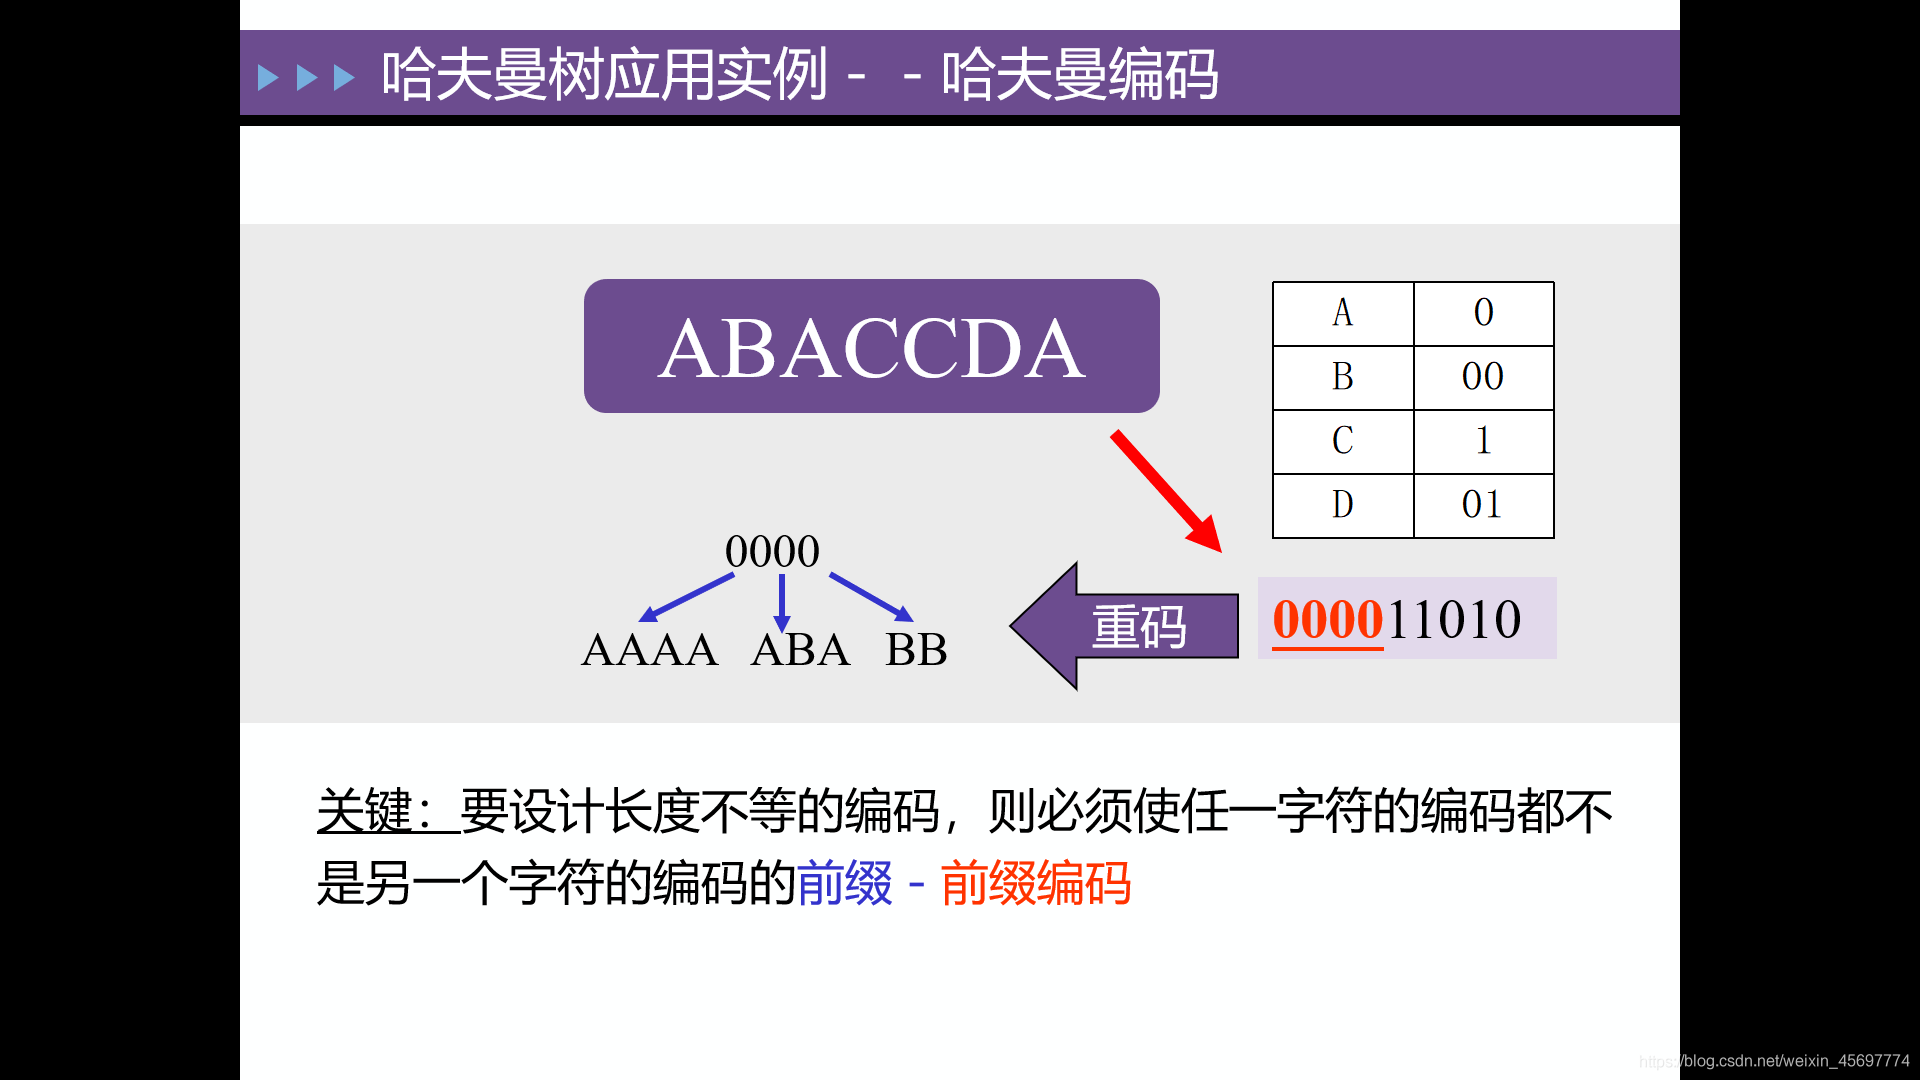 哈夫曼树应用实例- -哈夫曼编码
ABACCDA
A 0
B 00
C 1
D 01
0000
AAAA ABA BB
重码
000011010
关键：要设计长度不等的编码，则必须使任一字符的编码都不
是另一个字符的编码的前缀-前缀编码
https://blog.csdn.net/weixin_45697774